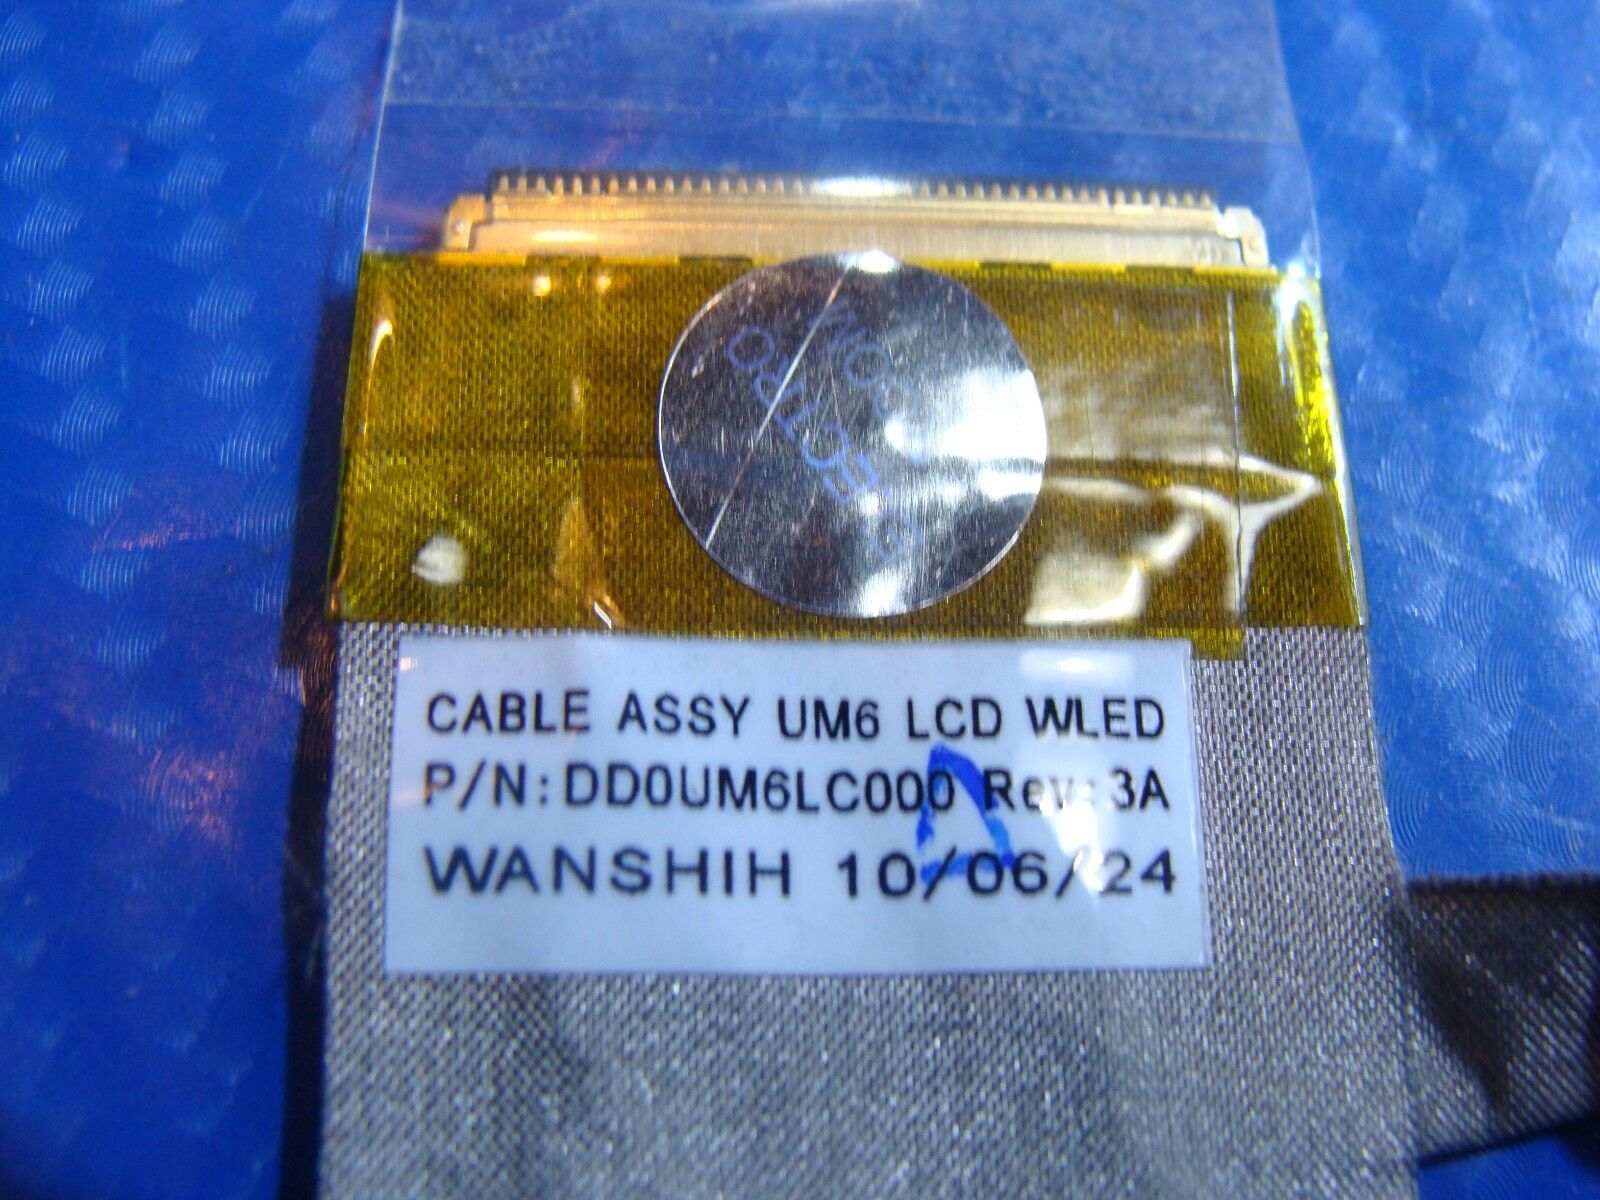 CABLE ASSY UM6 LCD WLED
P/N:DD0UM6LC000 Rev:3A
WANSHIH 10/06/24